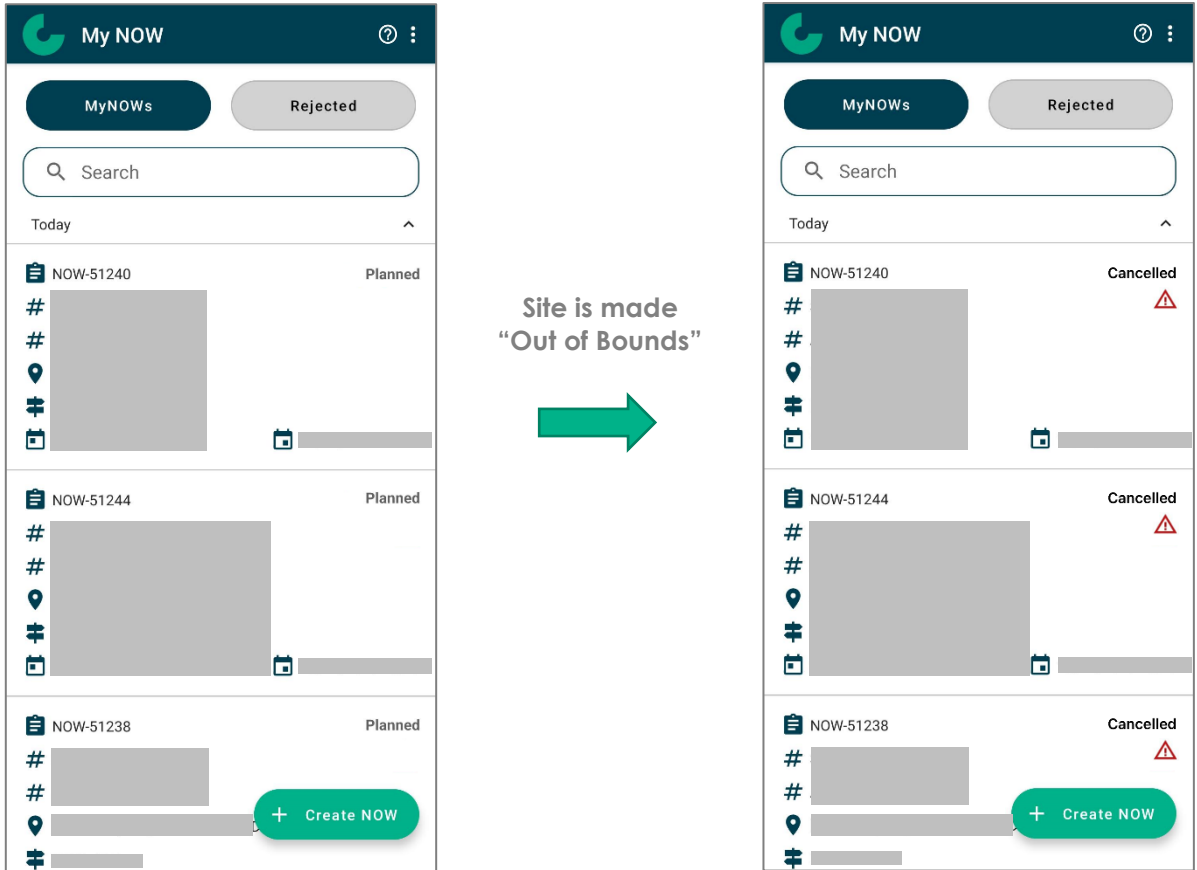 My NOW
MyNOWs
Rejected
Search
Today
NOW-51240
Planned
#
#
NOW-51244
Planned
#
#
NOW-51238
Planned
#
#
+ Create NOW
Site is made
“Out of Bounds”
My NOW
MyNOWs
Rejected
Search
Today
NOW-51240
Cancelled
#
#
NOW-51244
Cancelled
#
#
NOW-51238
Cancelled
#
#
+ Create NOW